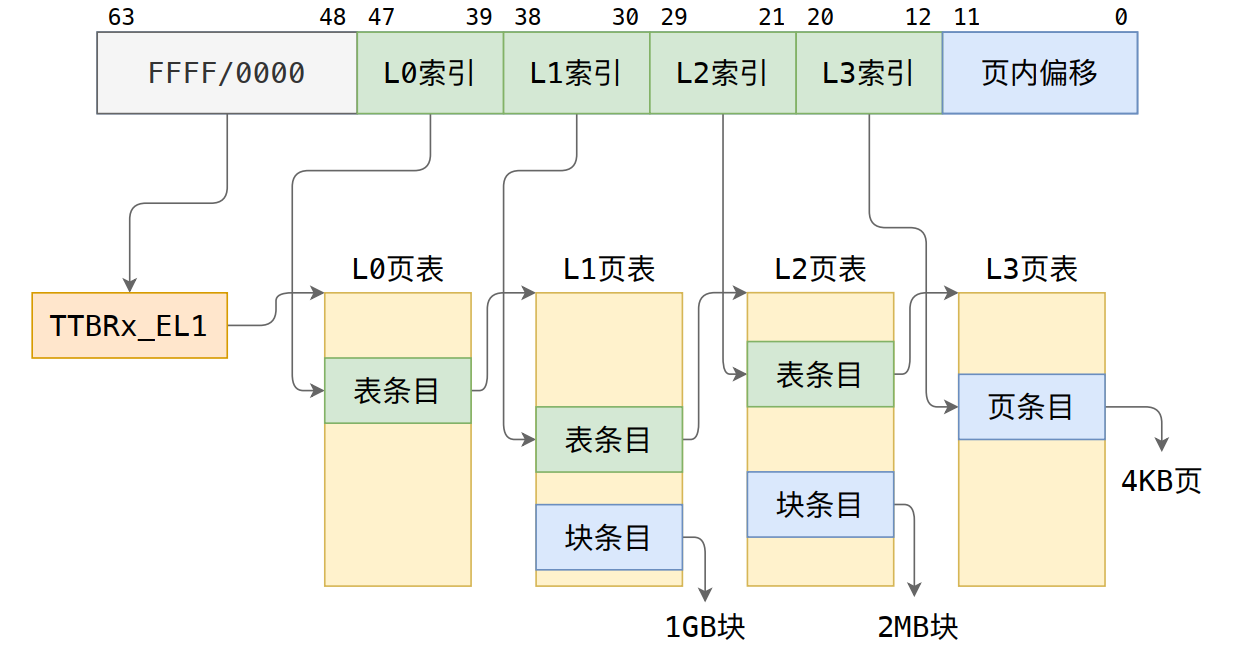 63 48 47 39 38 30 29 21 20 12 11 0
FFFF/0000 L0索引 L1索引 L2索引 L3索引 页内偏移
L0页表 L1页表 L2页表 L3页表
TTBRx_EL1
表条目
表条目
块条目
1GB块
表条目
块条目
2MB块
页条目
4KB页